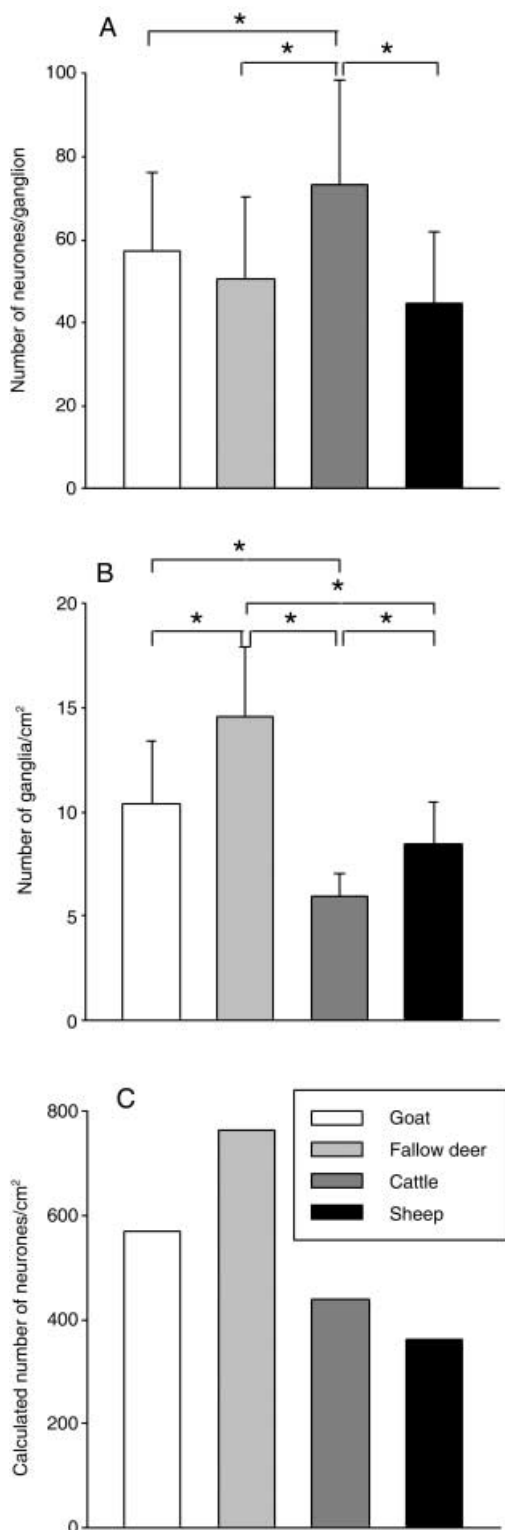 A
*
* *
Number of neurones/ganglion
100
80
60
40
20
0
B
*
*
* * *
Number of ganglia/cm²
20
15
10
5
0
C
Calculated number of neurones/cm²
800
600
400
200
0
Goat
Fallow deer
Cattle
Sheep